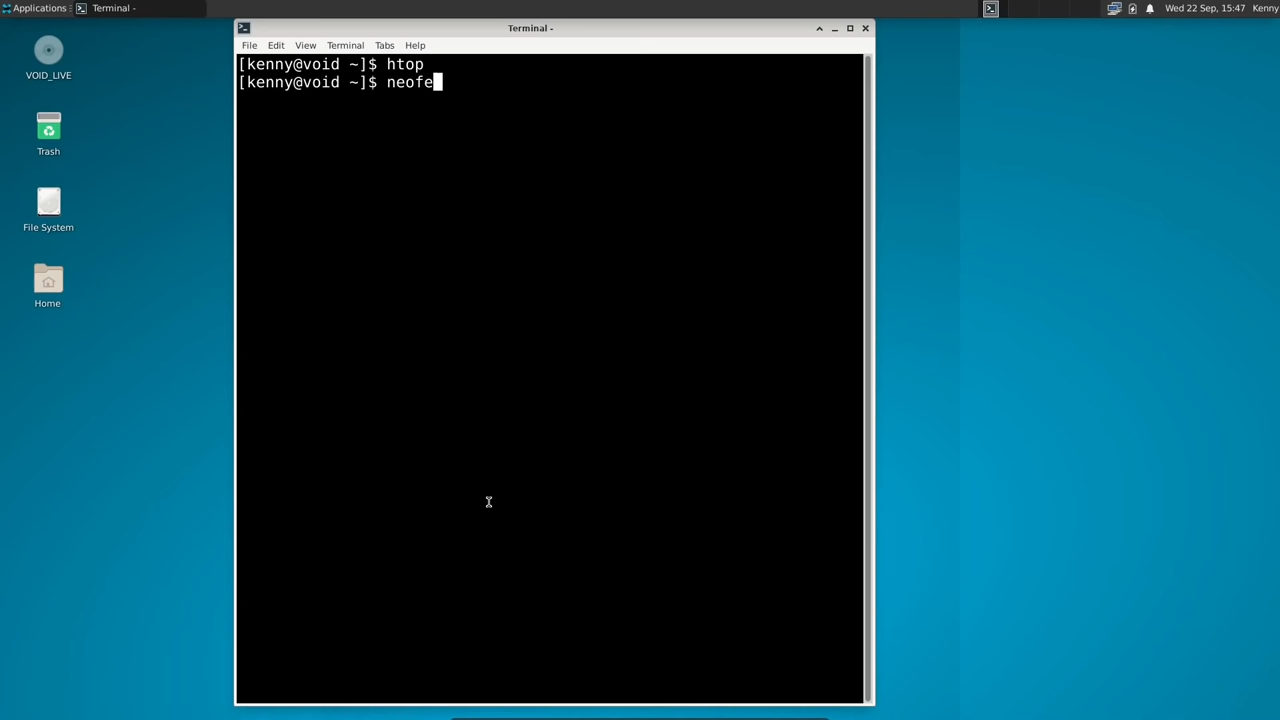 Applications
Terminal -
Wed 22 Sep, 15:47
Kenny
Terminal -
File Edit View Terminal Tabs Help
[kenny@void ~]$ htop
[kenny@void ~]$ neofe
VOID_LIVE
Trash
File System
Home